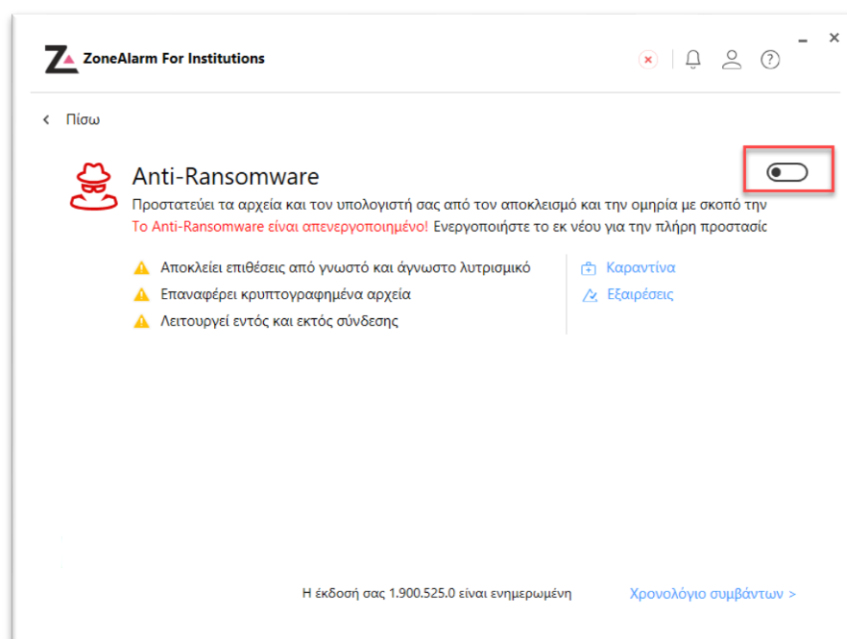 ZoneAlarm For Institutions
Πίσω
Anti-Ransomware
Προστατεύει τα αρχεία και τον υπολογιστή σας από τον αποκλεισμό και την ομηρία με σκοπό την
Το Anti-Ransomware είναι απενεργοποιημένο! Ενεργοποιήστε το εκ νέου για την πλήρη
Αποκλείει επιθέσεις από γνωστό και άγνωστο λυτρισμικό
Επαναφέρει κρυπτογραφημένα αρχεία
Λειτουργεί εντός και εκτός σύνδεσης
Καραντίνα
Εξαιρέσεις
Η έκδοσή σας 1.900.525.0 είναι ενημερωμένη
Χρονολόγιο συμβάντων >